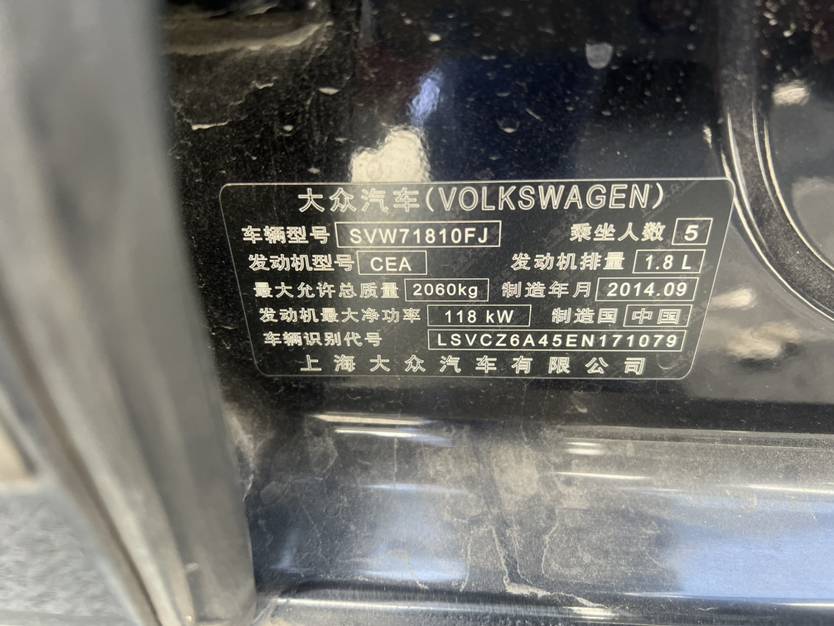 大众汽车(VOLKSWAGEN)
车辆型号 SVW71810FJ 乘坐人数 5
发动机型号 CEA 发动机排量 1.8 L
最大允许总质量 2060kg 制造年月 2014.09
发动机最大净功率 118 kW 制造国 中国
车辆识别代号 LSVCZ6A45EN171079
上海大众汽车有限公司